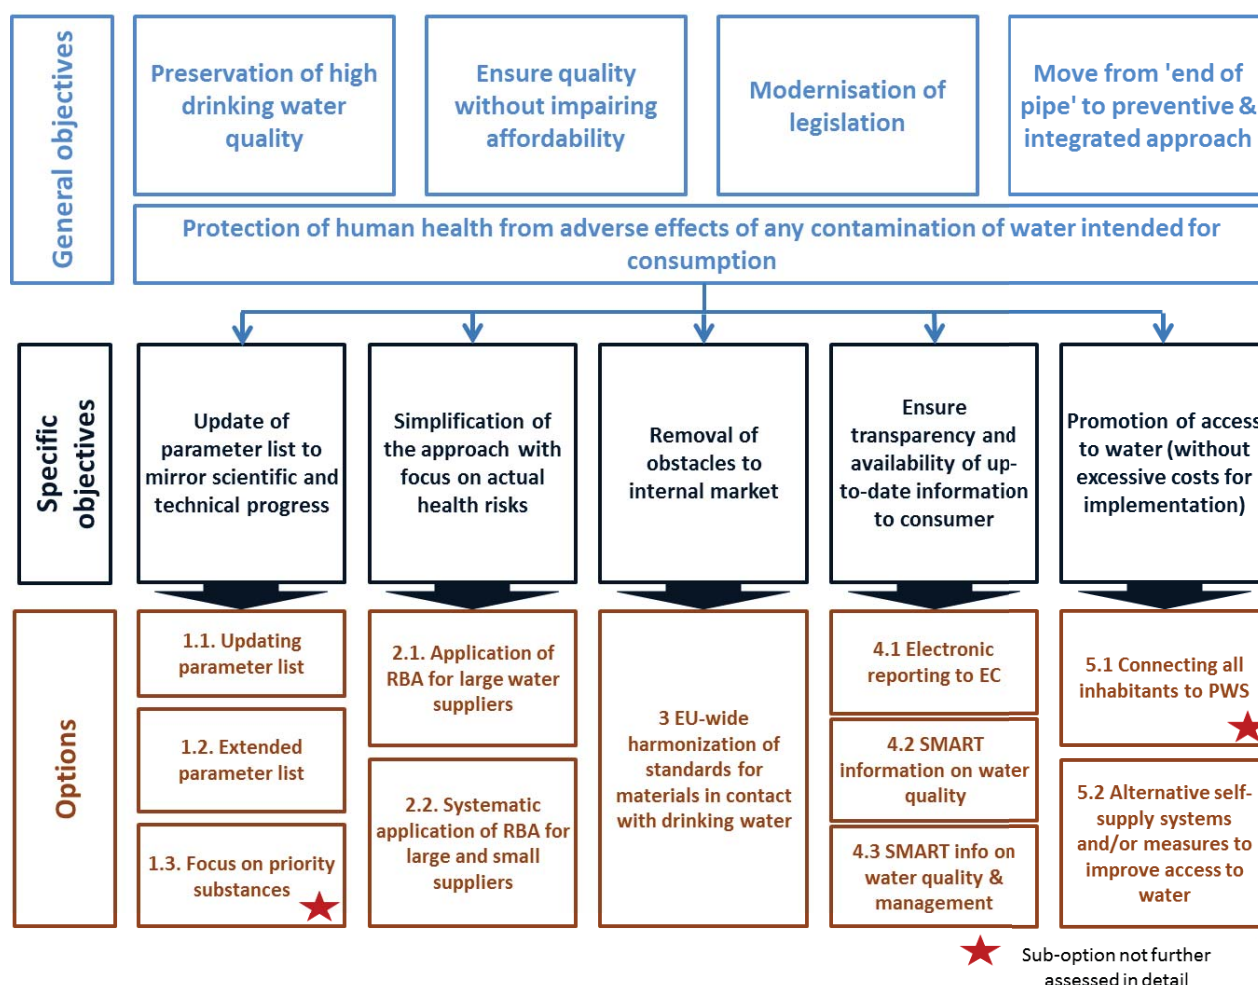 General objectives
Preservation of high
drinking water
quality
Ensure quality
without impairing
affordability
Modernisation of
legislation
Move from 'end of
pipe' to preventive &
integrated approach
Protection of human health from adverse effects of any contamination of water intended for
consumption
Specific
objectives
Update of
parameter list to
mirror scientific and
technical progress
Simplification of
the approach with
focus on actual
health risks
Removal of
obstacles to
internal market
Ensure
transparency and
availability of up-
to-date information
to consumer
Promotion of access
to water (without
excessive costs for
implementation)
Options
1.1. Updating
parameter list
1.2. Extended
parameter list
1.3. Focus on priority
substances
2.1. Application of
RBA for large water
suppliers
2.2. Systematic
application of RBA for
large and small
suppliers
3 EU-wide
harmonization of
standards for
materials in contact
with drinking water
4.1 Electronic
reporting to EC
4.2 SMART
information on water
quality
4.3 SMART info on
water quality &
management
5.1 Connecting all
inhabitants to PWS
5.2 Alternative self-
supply systems
and/or measures to
improve access to
water
Sub-option not further
assessed in detail